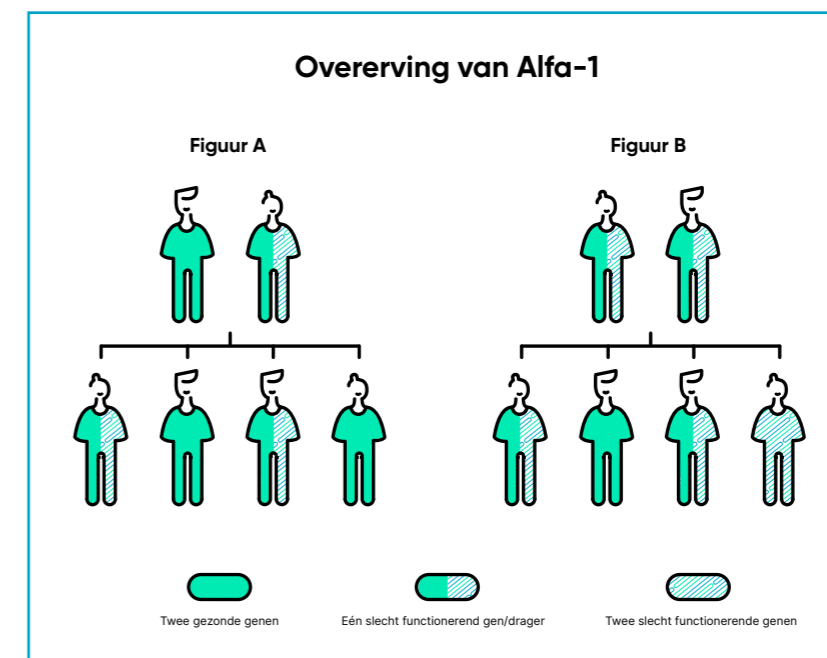 Overerving van Alfa-1
Figuur A
Figuur B
Twee gezonde genen
Eén slecht functionerend gen/drager
Twee slecht functionerende genen